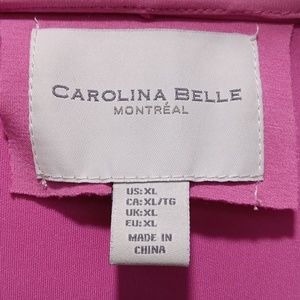 CAROLINA BELLE
MONTRÉAL
US:XL
CA:XL/TG
UK:XL
EU:XL
MADE IN
CHINA